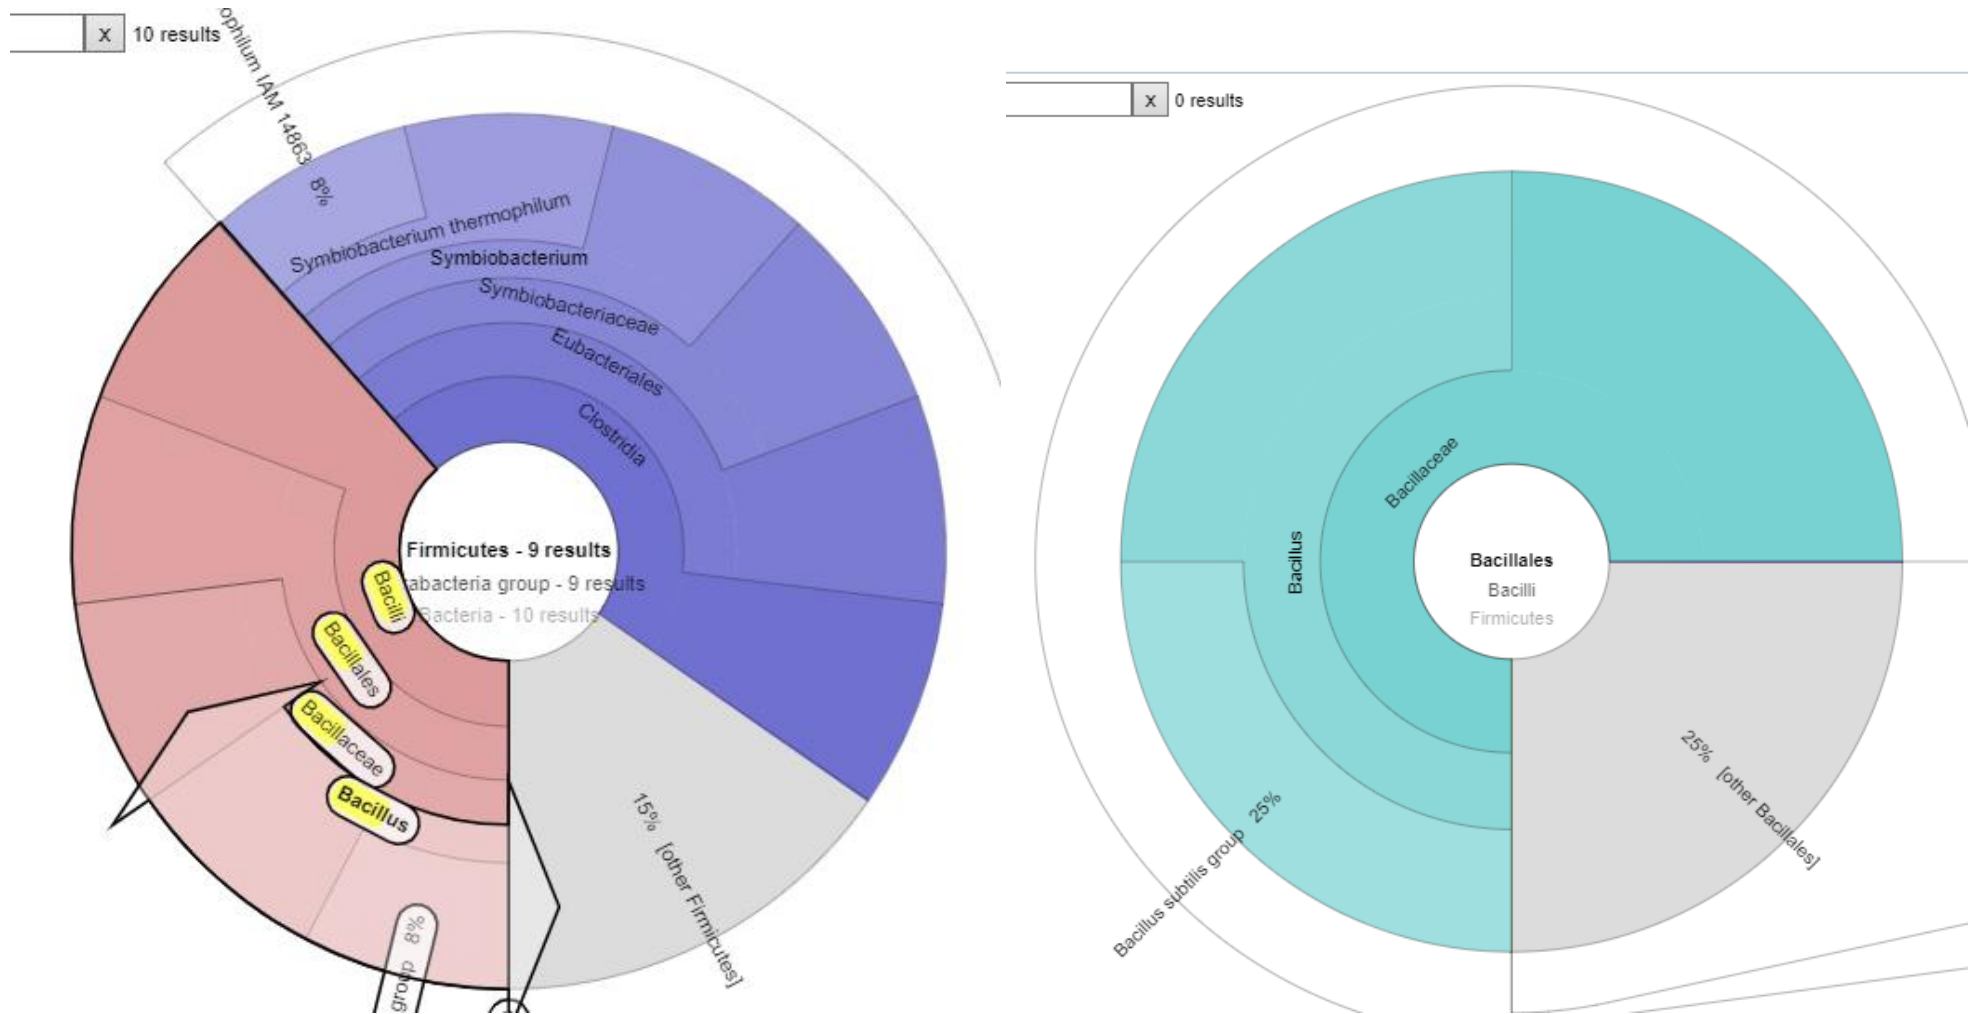 x 10 results
ophilum IAM 14863 8%
Symbiobacterium thermophilum
Symbiobacterium
Symbiobacteriaceae
Eubacteriales
Clostridia
Firmicutes - 9 results
abacteria group - 9 results
Bacteria - 10 results
Bacilli
Bacillales
Bacillaceae
Bacillus
group 8%
15% [other Firmicutes]
x 0 results
Bacillaceae
Bacillus
Bacillales
Bacilli
Firmicutes
25% [other Bacillales]
Bacillus subtilis group 25%